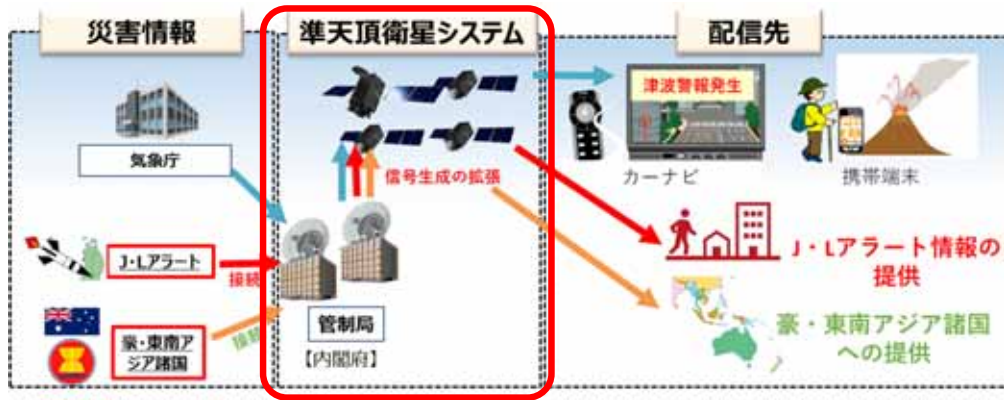 災害情報
準天頂衛星システム
配信先
気象庁
J・Lアラート
接続
豪・東南ア
ジア諸国
接続
信号生成の拡張
管制局
【内閣府】
津波警報発生
カーナビ
携帯端末
J・Lアラート情報の
提供
豪・東南アジア諸国
への提供